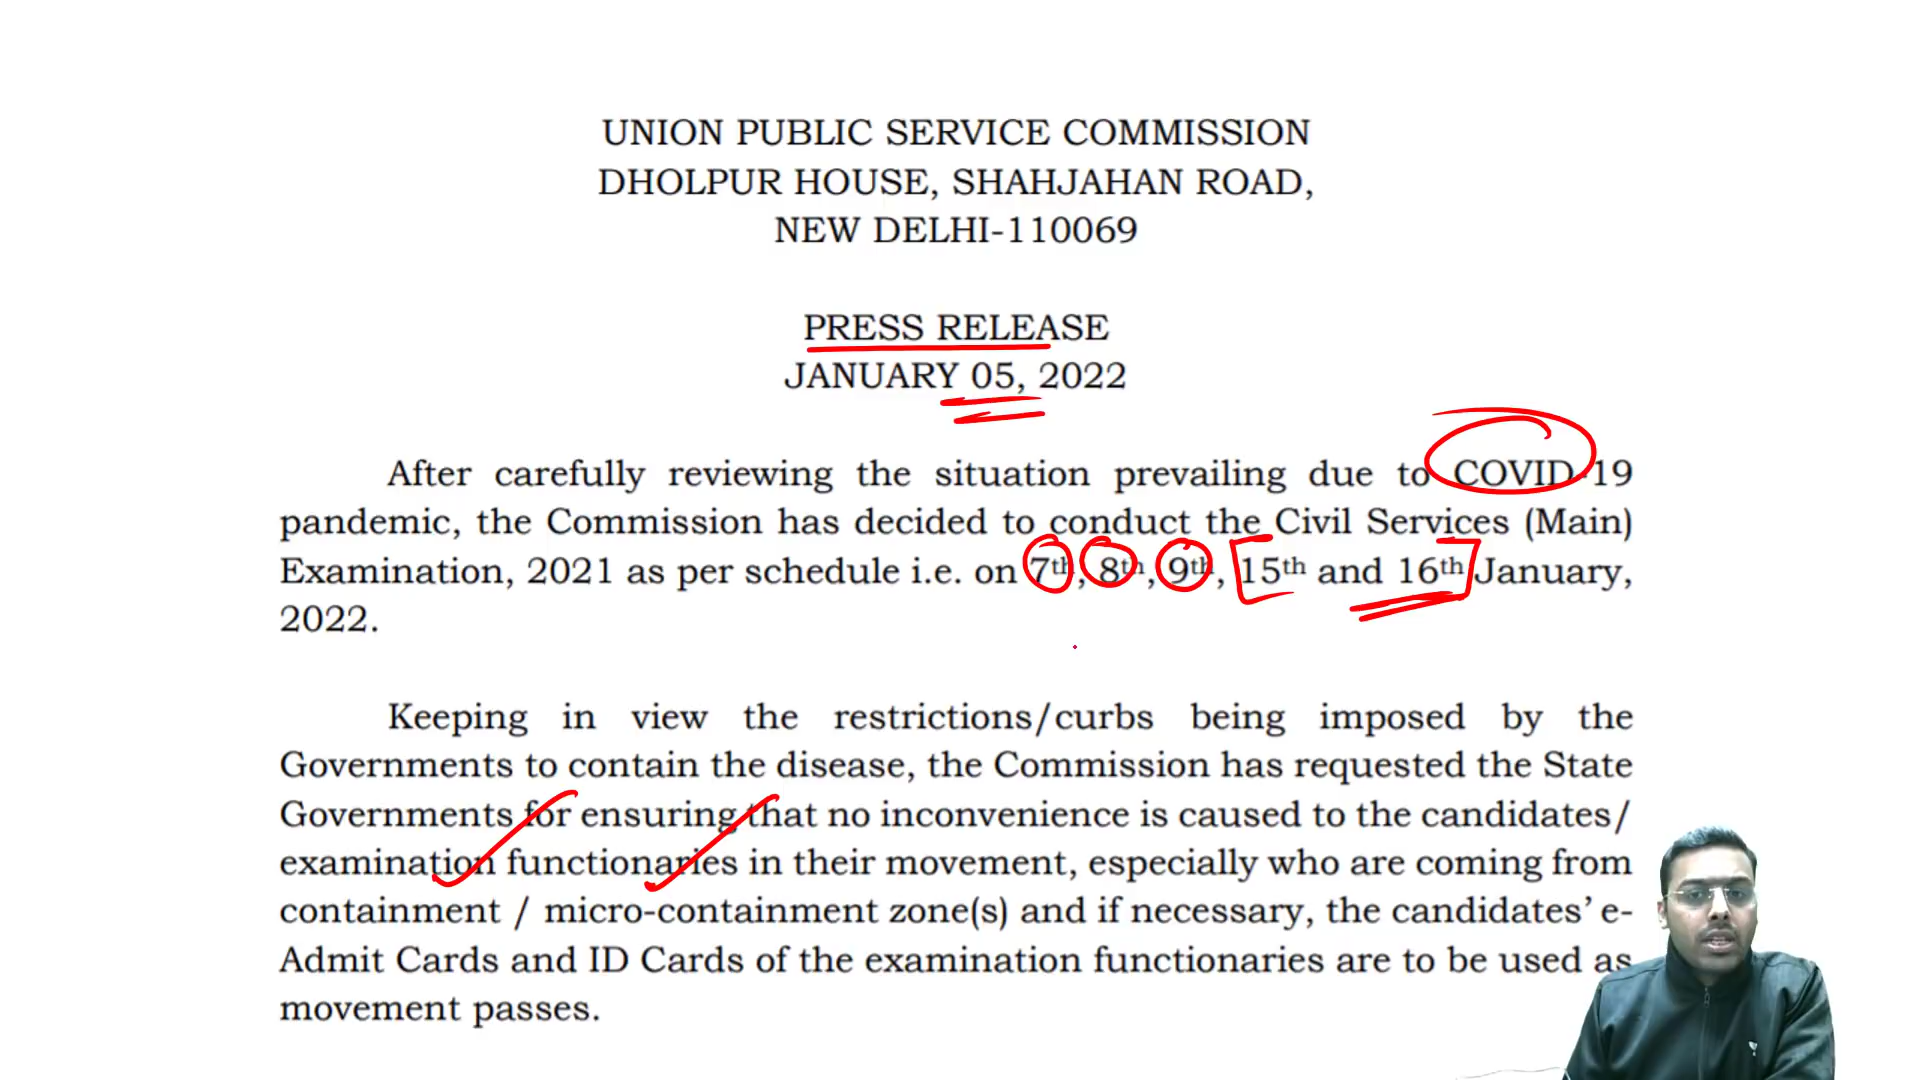 UNION PUBLIC SERVICE COMMISSION
DHOLPUR HOUSE, SHAHJAHAN ROAD,
NEW DELHI-110069
PRESS RELEASE
JANUARY 05, 2022
After carefully reviewing the situation prevailing due to COVID-19
pandemic, the Commission has decided to conduct the Civil Services (Main)
Examination, 2021 as per schedule i.e. on 7th, 8th, 9th, 15th and 16th January,
2022.
Keeping in view the restrictions/curbs being imposed by the
Governments to contain the disease, the Commission has requested the State
Governments for ensuring that no inconvenience is caused to the candidates/
examination functionaries in their movement, especially who are coming from
containment / micro-containment zone(s) and if necessary, the candidates' e-
Admit Cards and ID Cards of the examination functionaries are to be used as
movement passes.